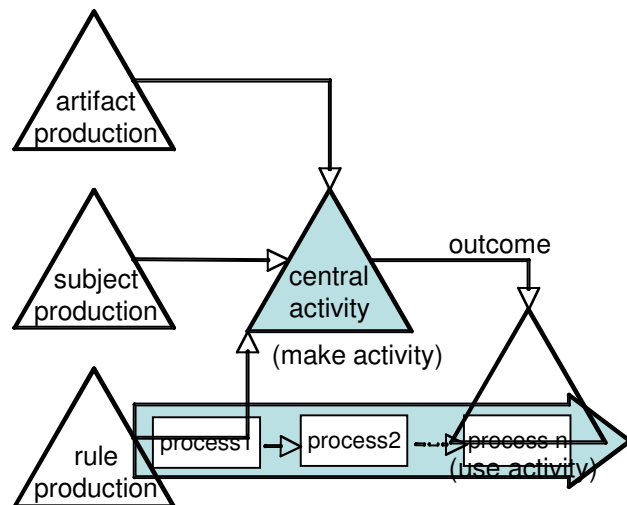 artifact
production
subject
production
outcome
central
activity
(make activity)
rule
production
process1
process2
process n
(use activity)